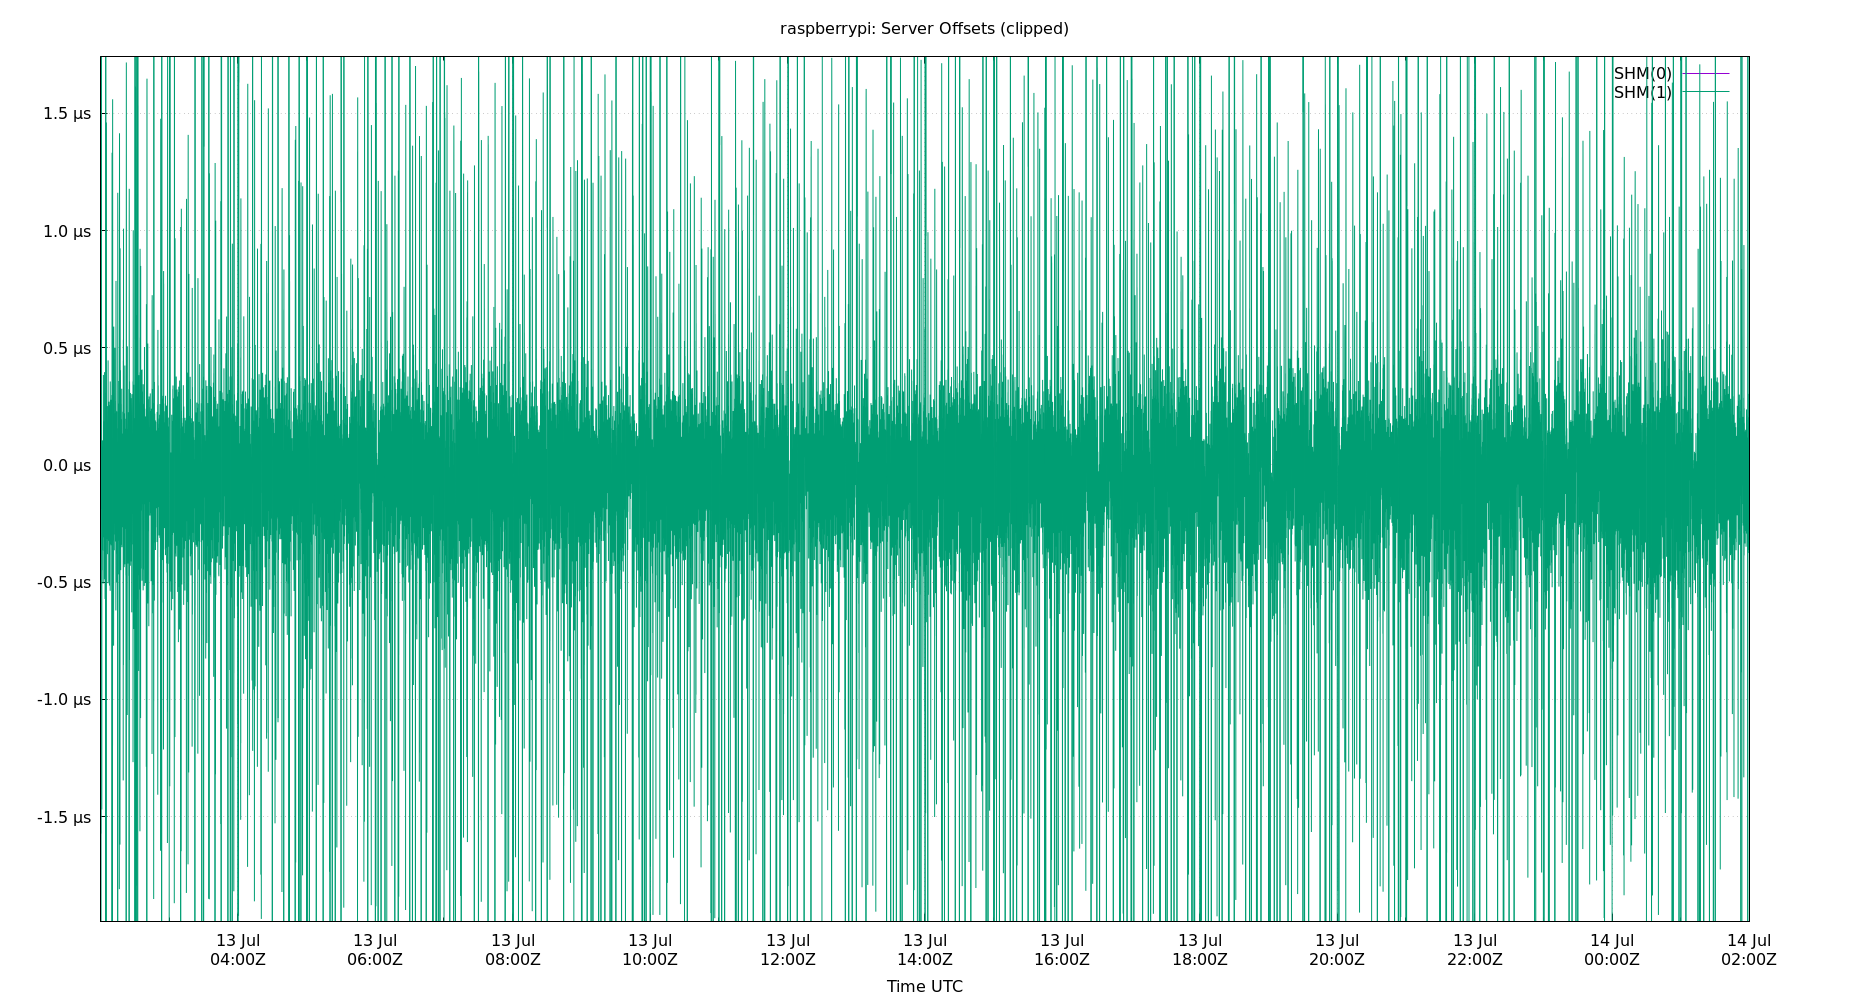 raspberrypi: Server Offsets (clipped)
SHM(0)
SHM(1)
1.5 µs
1.0 µs
0.5 µs
0.0 µs
-0.5 µs
-1.0 µs
-1.5 µs
13 Jul 13 Jul 13 Jul 13 Jul 13 Jul 13 Jul 13 Jul 13 Jul 13 Jul 13 Jul 14 Jul 14 Jul
04:00Z 06:00Z 08:00Z 10:00Z 12:00Z 14:00Z 16:00Z 18:00Z 20:00Z 22:00Z 00:00Z 02:00Z
Time UTC